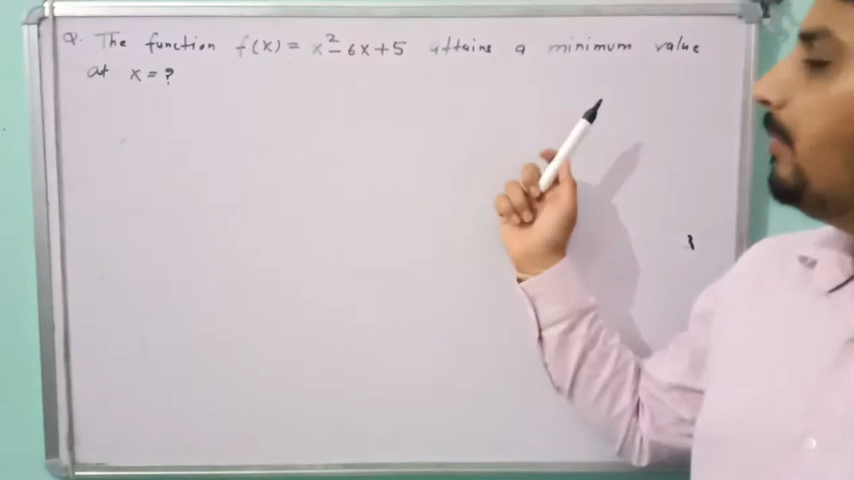 Q. The function f(x) = x² - 6x + 5 attains a minimum value
at x = ?